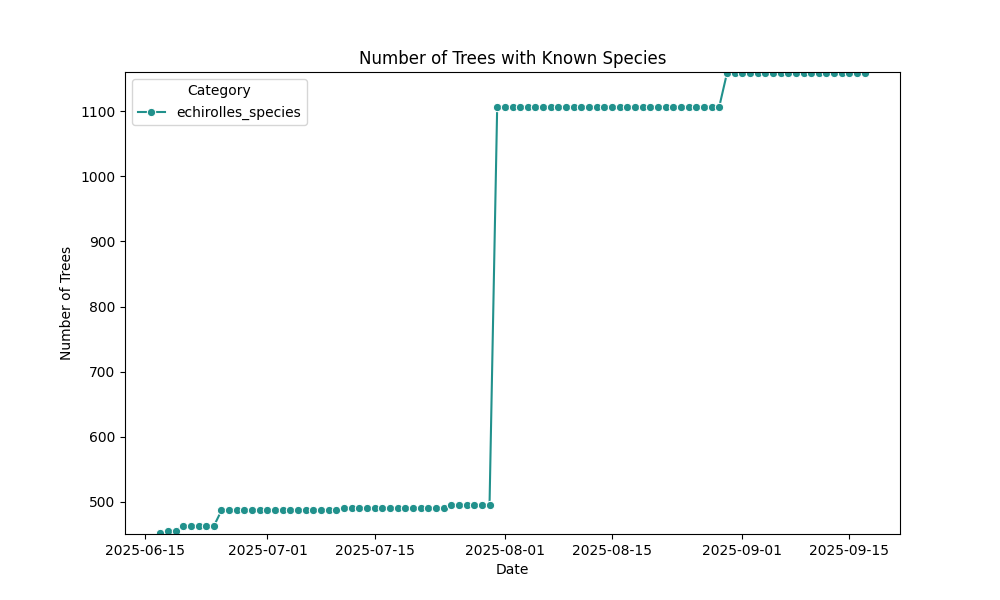 Number of Trees with Known Species
Category
echirolles_species
Number of Trees
1100
1000
900
800
700
600
500
2025-06-15
2025-07-01
2025-07-15
2025-08-01
2025-08-15
2025-09-01
2025-09-15
Date